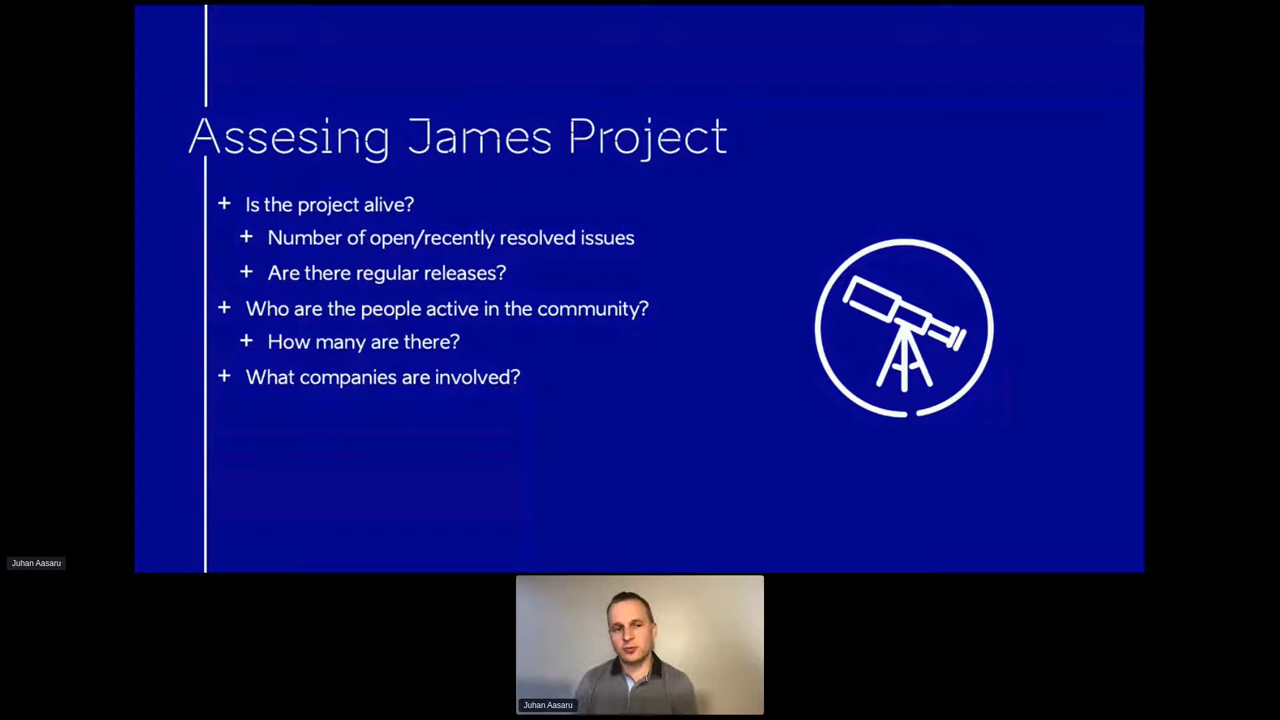 Assesing James Project
+ Is the project alive?
+ Number of open/recently resolved issues
+ Are there regular releases?
+ Who are the people active in the community?
+ How many are there?
+ What companies are involved?
Juhan Aasaru
Juhan Aasaru